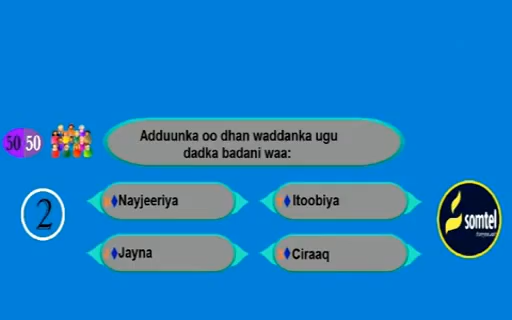 50 50
Adduunka oo dhan waddanka ugu
dadka badani waa:
2
Nayjeeriya
Itoobiya
Jayna
Ciraaq
somtel